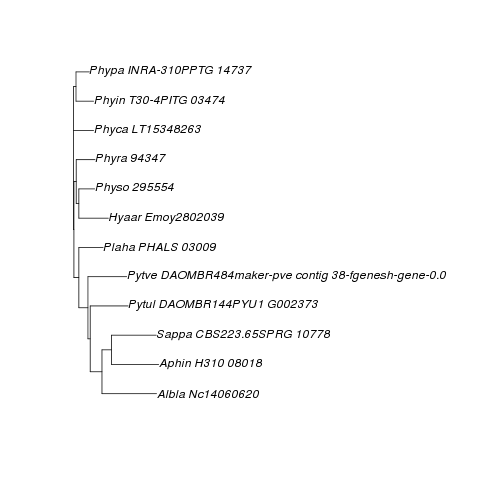 Phypa INRA-310PPTG 14737
Phyin T30-4PITG 03474
Phyca LT15348263
Phyra 94347
Physo 295554
Hyaar Emoy2802039
Plaha PHALS 03009
Pytve DAOMBR484maker-pve contig 38-fgenesh-gene-0.0
Pytul DAOMBR144PYU1 G002373
Sappa CBS223.65SPRG 10778
Aphin H310 08018
Albla Nc14060620